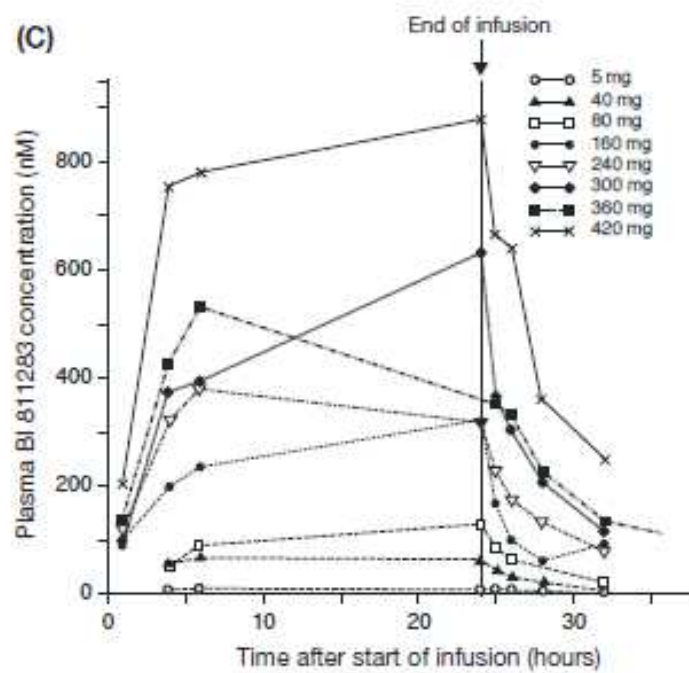 (C)
End of infusion
5 mg
40 mg
80 mg
160 mg
240 mg
300 mg
360 mg
420 mg
Plasma BI 811283 concentration (nM)
800
600
400
200
0
0 10 20 30
Time after start of infusion (hours)